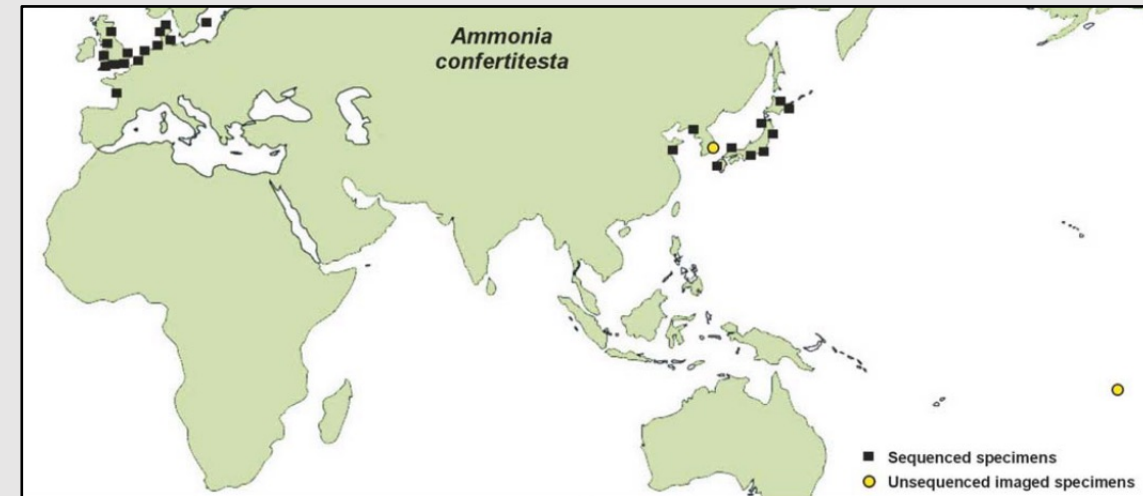 Ammonia
confertitesta
Sequenced specimens
Unsequenced imaged specimens